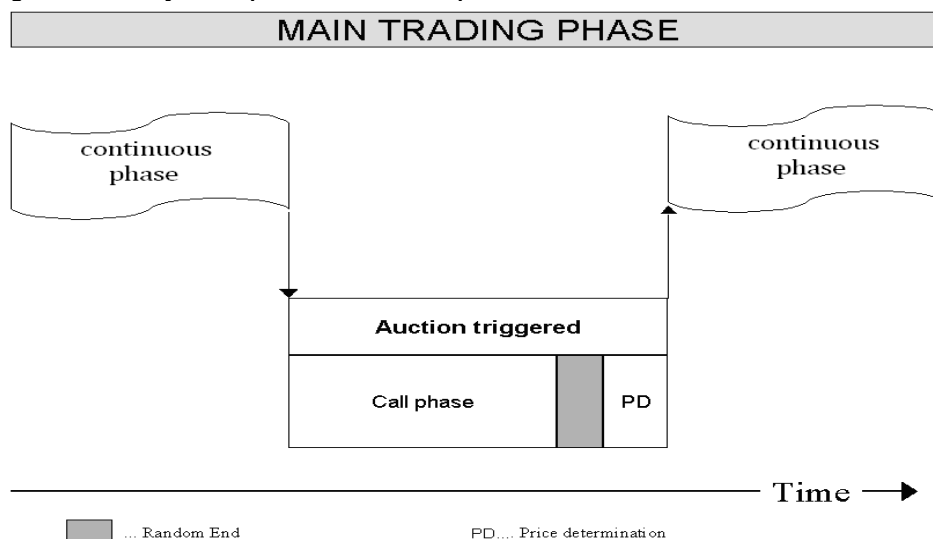 MAIN TRADING PHASE
continuous
phase
continuous
phase
Auction triggered
Call phase
PD
Time
... Random End
PD.... Price determination